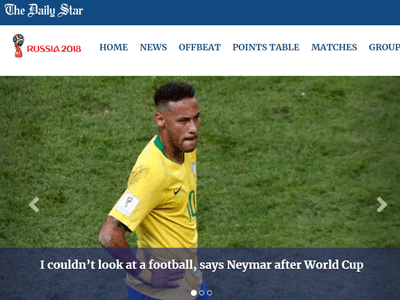 The Daily Star
RUSSIA 2018 HOME NEWS OFFBEAT POINTS TABLE MATCHES GROUP
I couldn't look at a football, says Neymar after World Cup